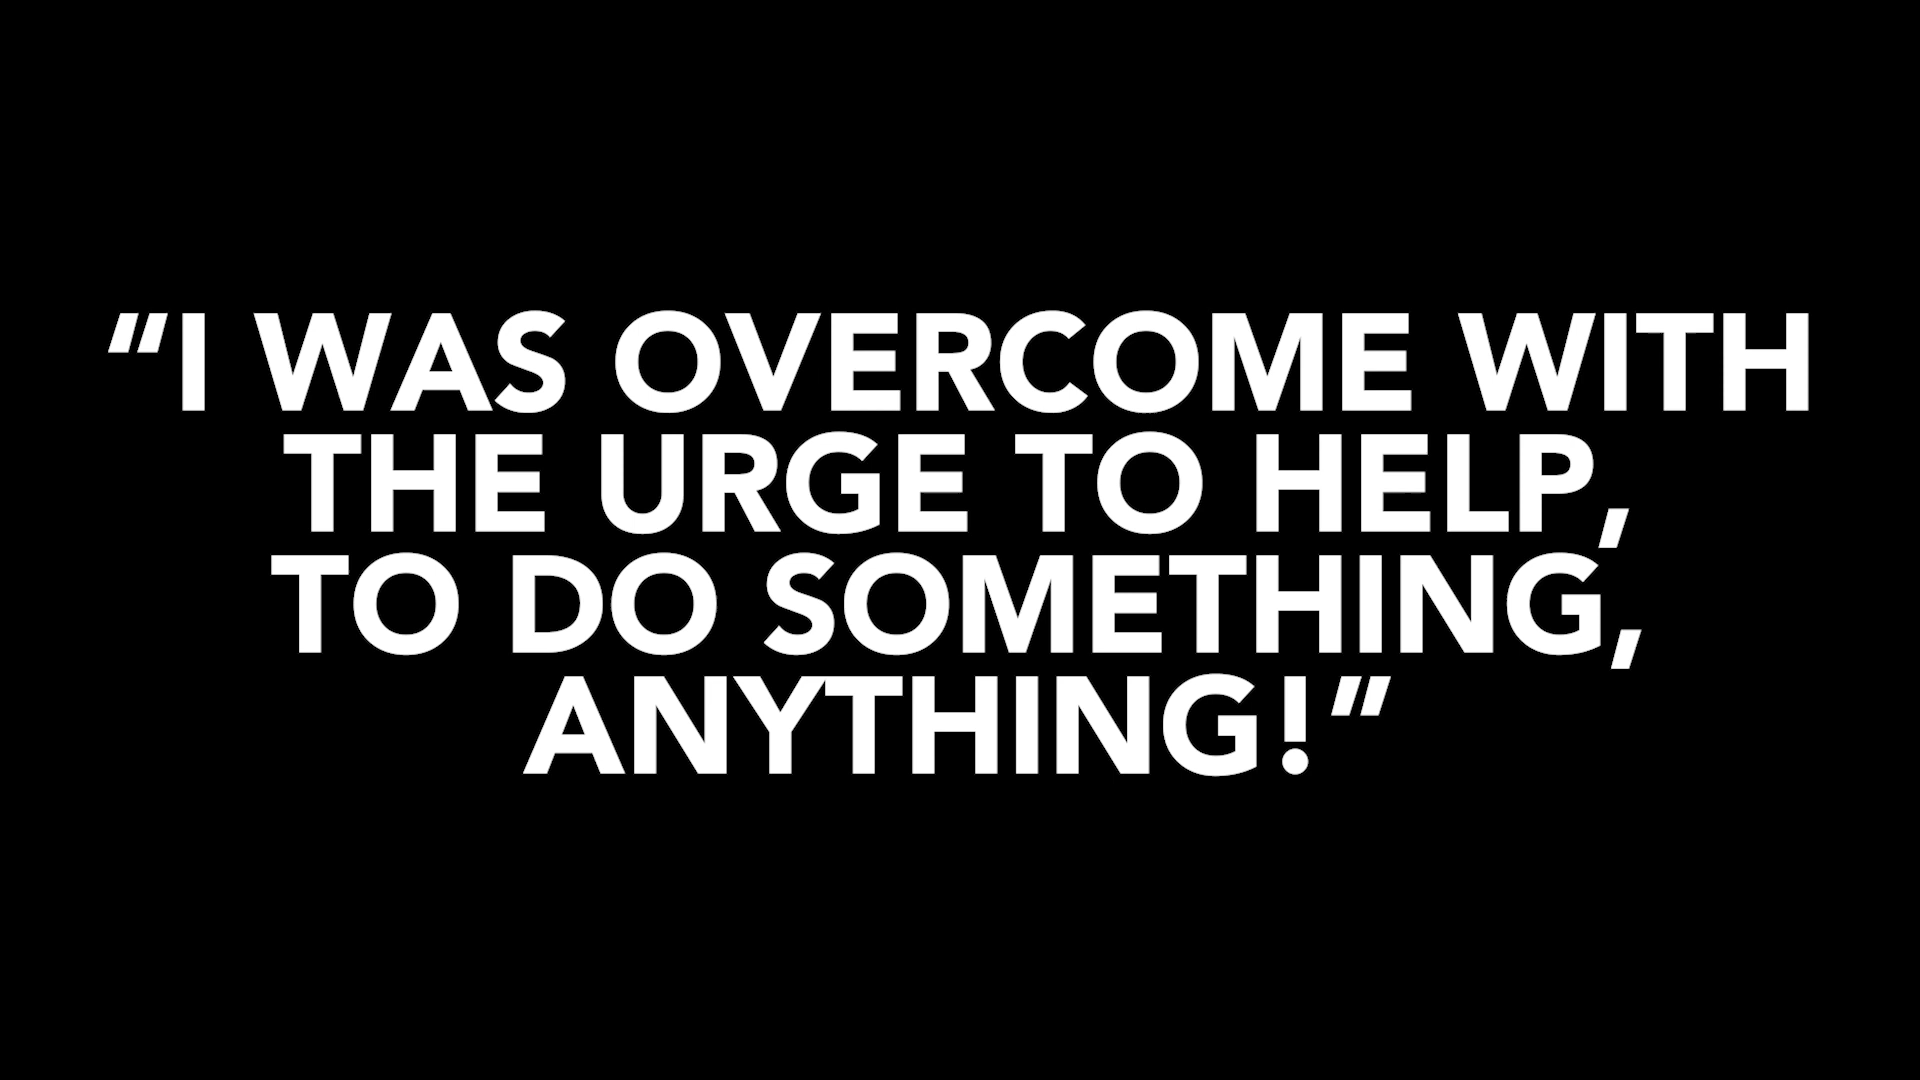 “I WAS OVERCOME WITH
THE URGE TO HELP,
TO DO SOMETHING,
ANYTHING!”